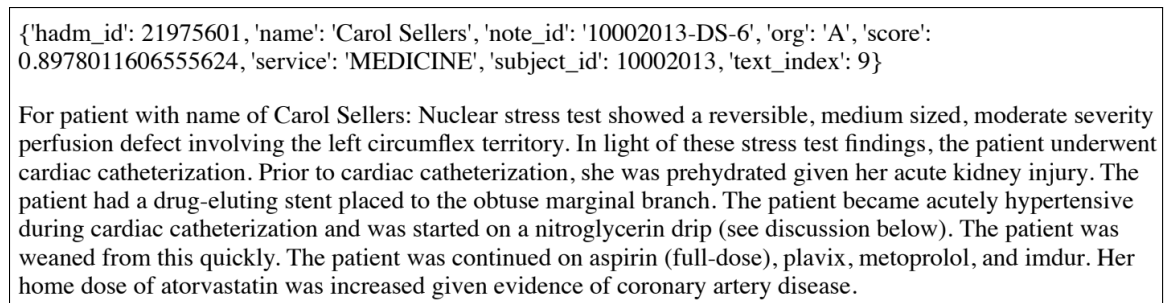 {'hadm_id': 21975601, 'name': 'Carol Sellers', 'note_id': '10002013-DS-6', 'org': 'A', 'score':
0.8978011606555624, 'service': 'MEDICINE', 'subject_id': 10002013, 'text_index': 9}
For patient with name of Carol Sellers: Nuclear stress test showed a reversible, medium sized, moderate severity
perfusion defect involving the left circumflex territory. In light of these stress test findings, the patient underwent
cardiac catheterization. Prior to cardiac catheterization, she was prehydrated given her acute kidney injury. The
patient had a drug-eluting stent placed to the obtuse marginal branch. The patient became acutely hypertensive
during cardiac catheterization and was started on a nitroglycerin drip (see discussion below). The patient was
weaned from this quickly. The patient was continued on aspirin (full-dose), plavix, metoprolol, and imdur. Her
home dose of atorvastatin was increased given evidence of coronary artery disease.